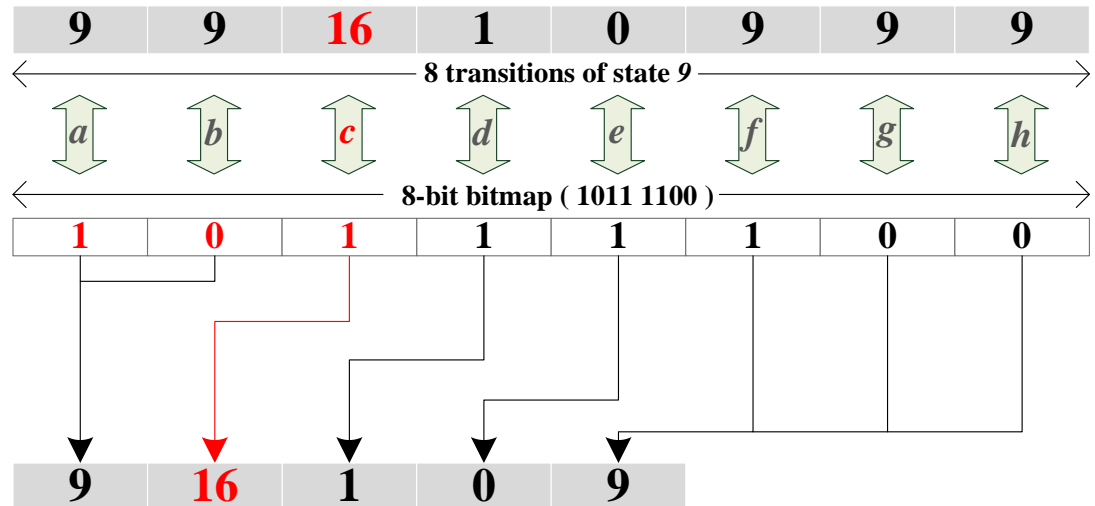 9 9 16 1 0 9 9 9
8 transitions of state 9
a b c d e f g h
8-bit bitmap ( 1011 1100 )
1 0 1 1 1 1 0 0
9 16 1 0 9